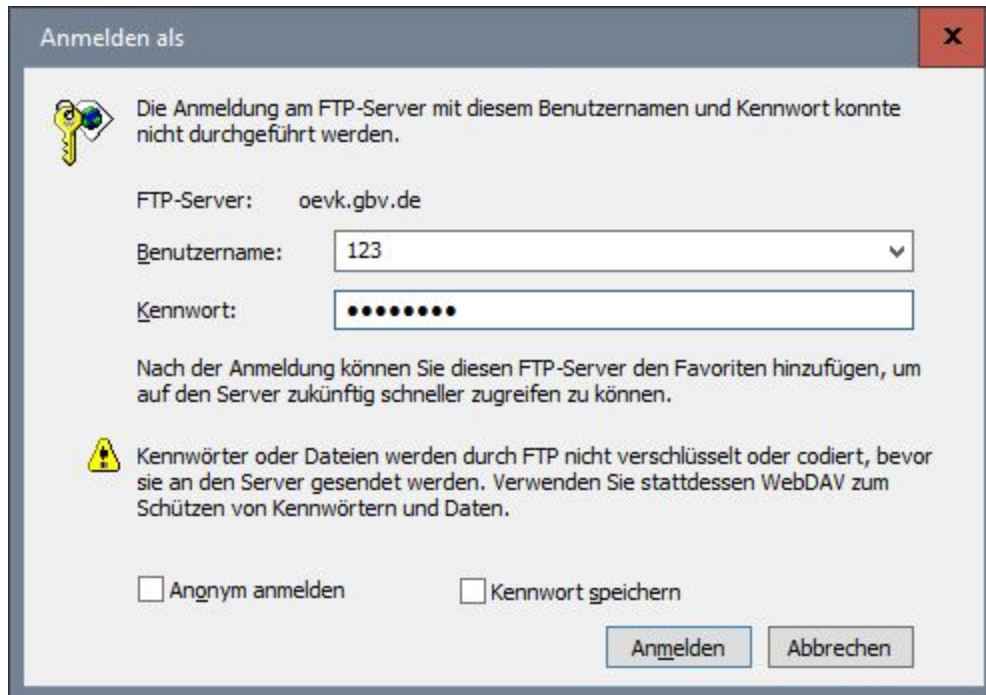 Anmelden als
x
Die Anmeldung am FTP-Server mit diesem Benutzernamen und Kennwort konnte
nicht durchgeführt werden.
FTP-Server: oevk.gbv.de
Benutzername: 123
Kennwort: ••••••••
Nach der Anmeldung können Sie diesen FTP-Server den Favoriten hinzufügen, um
auf den Server zukünftig schneller zugreifen zu können.
Kennwörter oder Dateien werden durch FTP nicht verschlüsselt oder codiert, bevor
sie an den Server gesendet werden. Verwenden Sie stattdessen WebDAV zum
Schützen von Kennwörtern und Daten.
Anonym anmelden Kennwort speichern
Anmelden Abbrechen